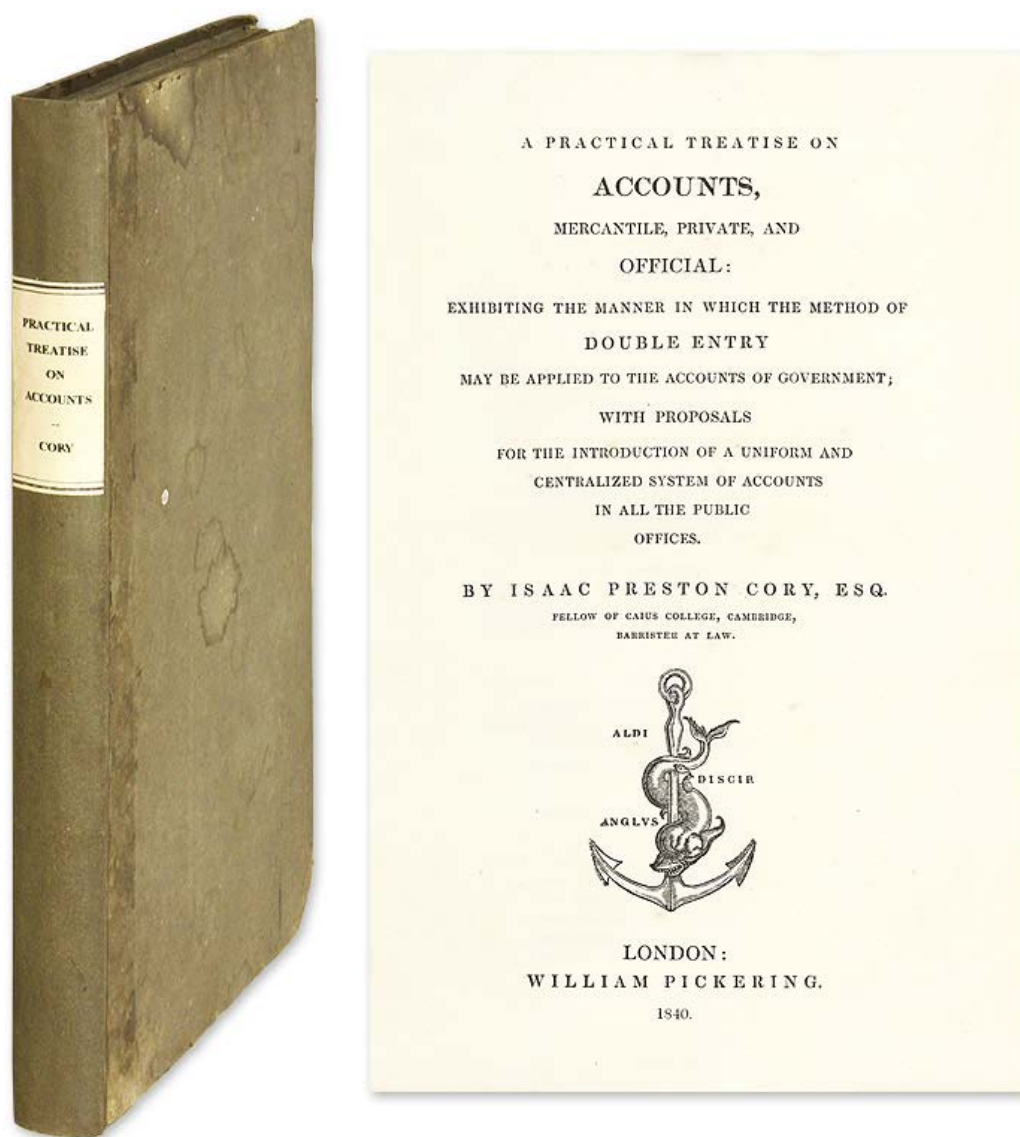 PRACTICAL
TREATISE
ON
ACCOUNTS
--
CORY
A PRACTICAL TREATISE ON
ACCOUNTS,
MERCANTILE, PRIVATE, AND
OFFICIAL:
EXHIBITING THE MANNER IN WHICH THE METHOD OF
DOUBLE ENTRY
MAY BE APPLIED TO THE ACCOUNTS OF GOVERNMENT;
WITH PROPOSALS
FOR THE INTRODUCTION OF A UNIFORM AND
CENTRALIZED SYSTEM OF ACCOUNTS
IN ALL THE PUBLIC
OFFICES.
BY ISAAC PRESTON CORY, ESQ.
FELLOW OF CAIUS COLLEGE, CAMBRIDGE,
BARRISTER AT LAW.
ALDI
DISCIP.
ANGLVS
LONDON:
WILLIAM PICKERING.
1840.